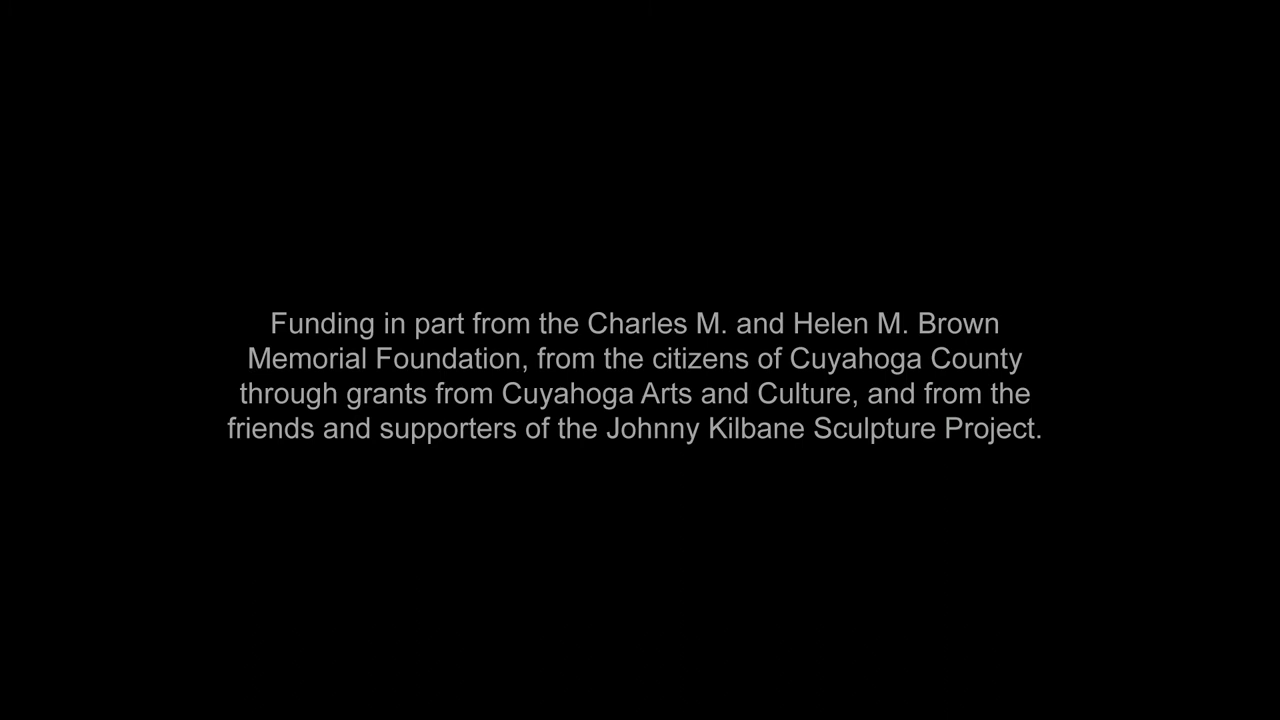 Funding in part from the Charles M. and Helen M. Brown
Memorial Foundation, from the citizens of Cuyahoga County
through grants from Cuyahoga Arts and Culture, and from the
friends and supporters of the Johnny Kilbane Sculpture Project.